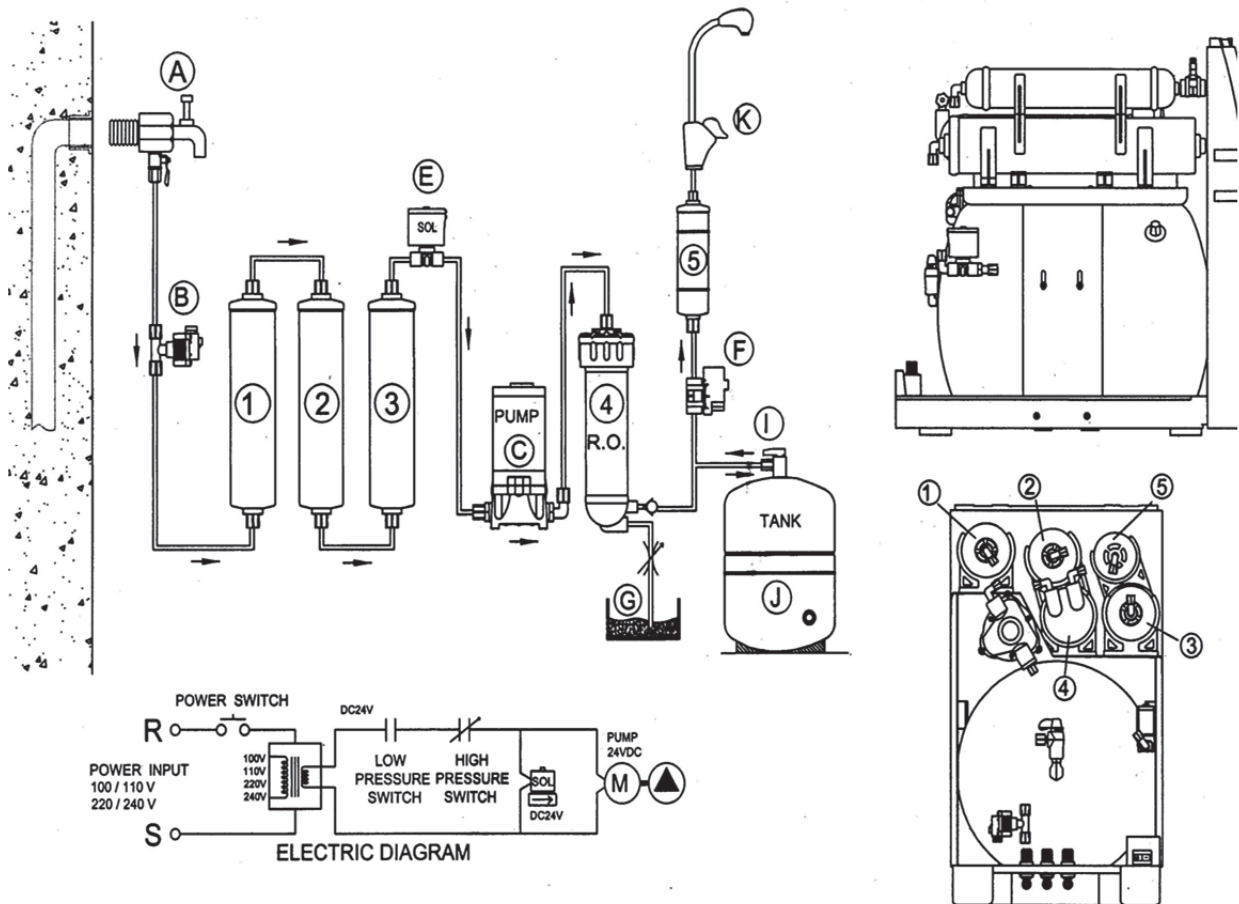 A
K
E
SOL
5
B
F
1
2
3
4
R.O.
PUMP
C
I
TANK
J
G
1
2
5
3
4
POWER SWITCH
R
POWER INPUT
100 / 110 V
220 / 240 V
S
100V
110V
220V
240V
DC24V
LOW
PRESSURE
SWITCH
HIGH
PRESSURE
SWITCH
SOL
DC24V
PUMP
24VDC
M
ELECTRIC DIAGRAM